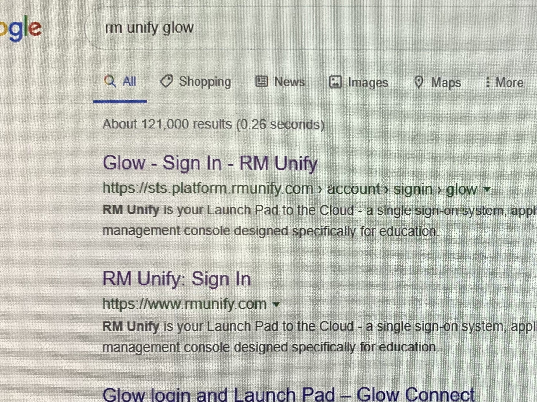 ogle
rm unify glow
All Shopping News Images Maps More
About 121,000 results (0.26 seconds)
Glow - Sign In - RM Unify
https://sts.platform.rmunify.com › account › signin › glow
RM Unify is your Launch Pad to the Cloud - a single sign-on system, appl
management console designed specifically for education.
RM Unify: Sign In
https://www.rmunify.com
RM Unify is your Launch Pad to the Cloud - a single sign-on system, appl
management console designed specifically for education.
Glow login and Launch Pad – Glow Connect